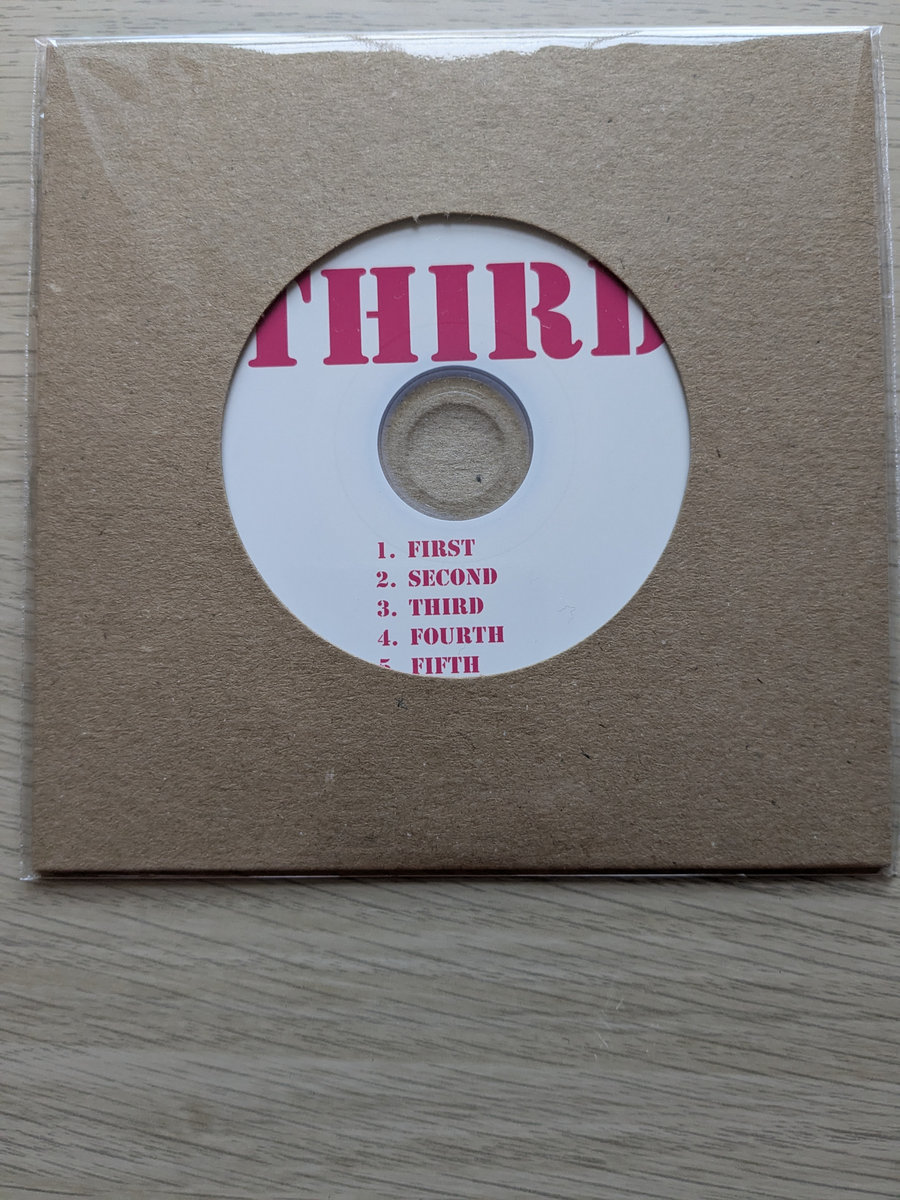 THIRD
1. FIRST
2. SECOND
3. THIRD
4. FOURTH
5 FIFTH